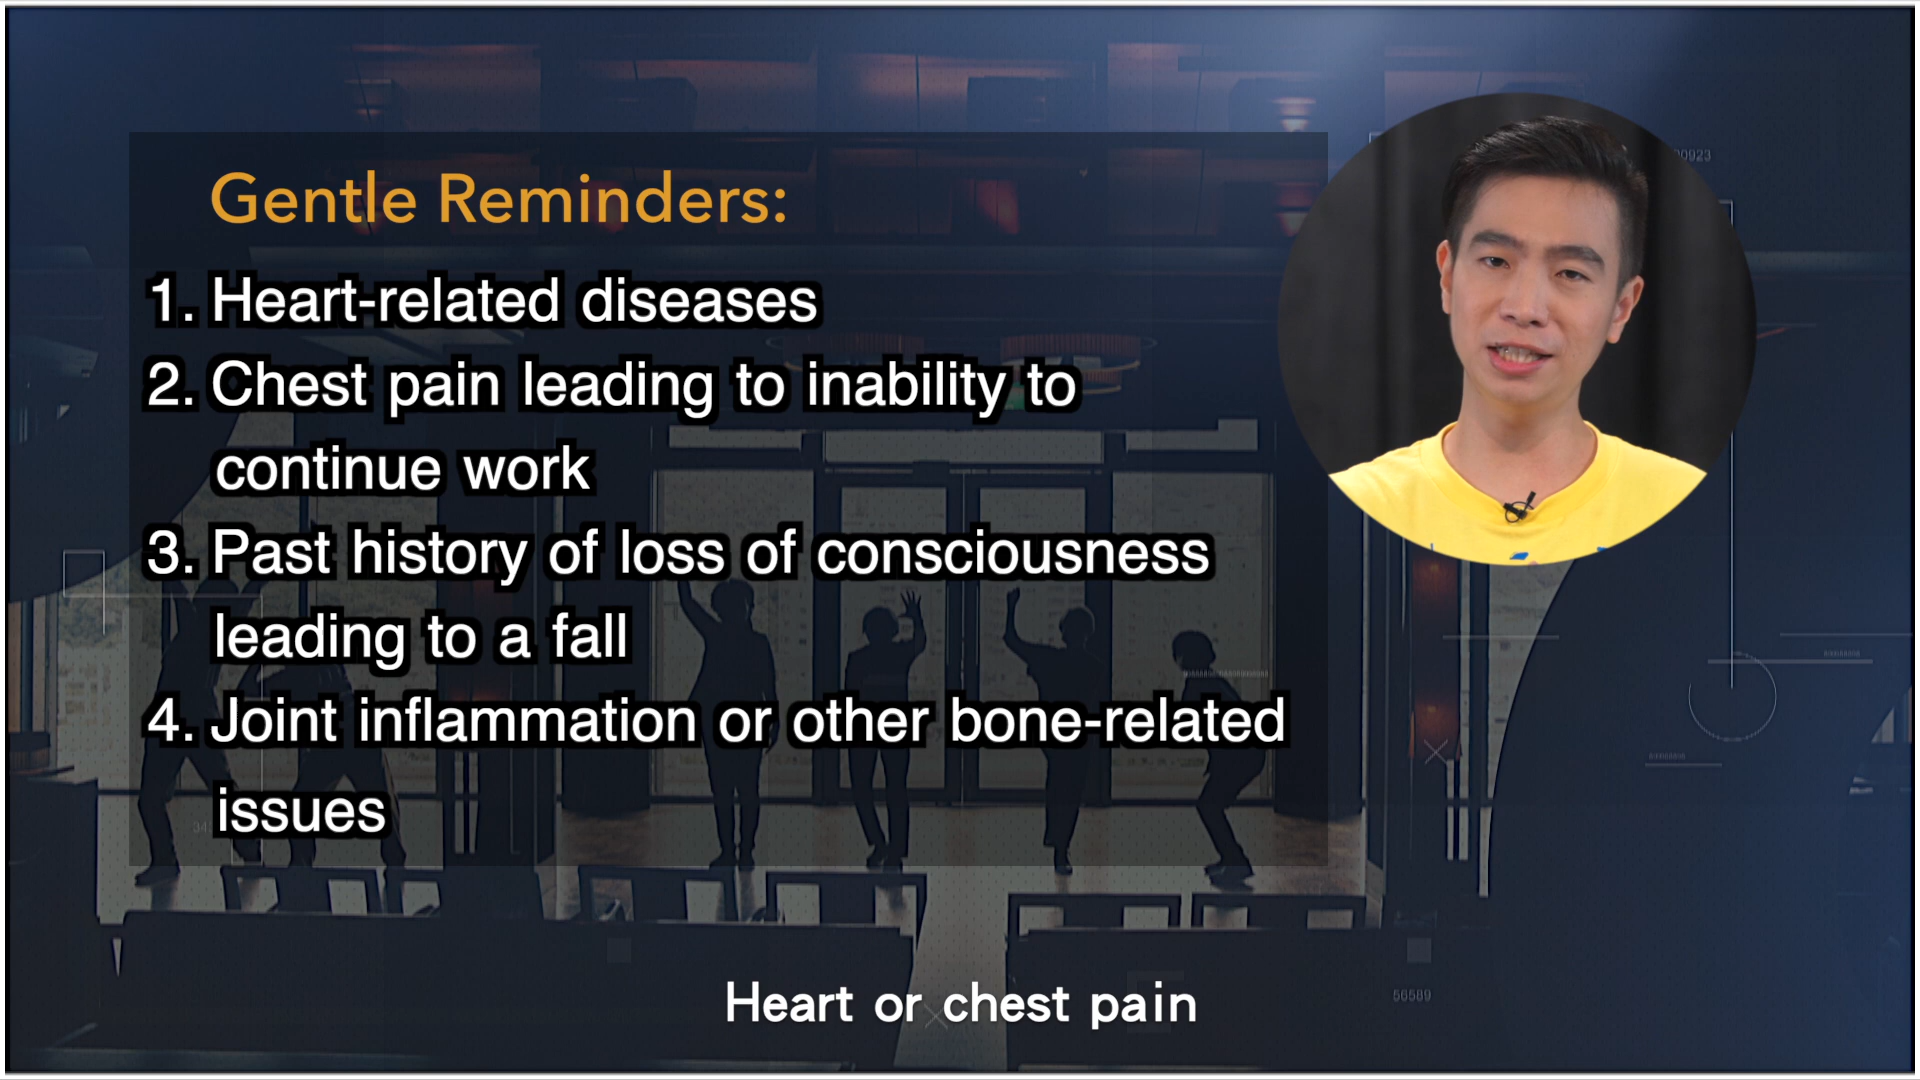 Gentle Reminders:
1. Heart-related diseases
2. Chest pain leading to inability to
continue work
3. Past history of loss of consciousness
leading to a fall
4. Joint inflammation or other bone-related
issues
Heart or chest pain
56589